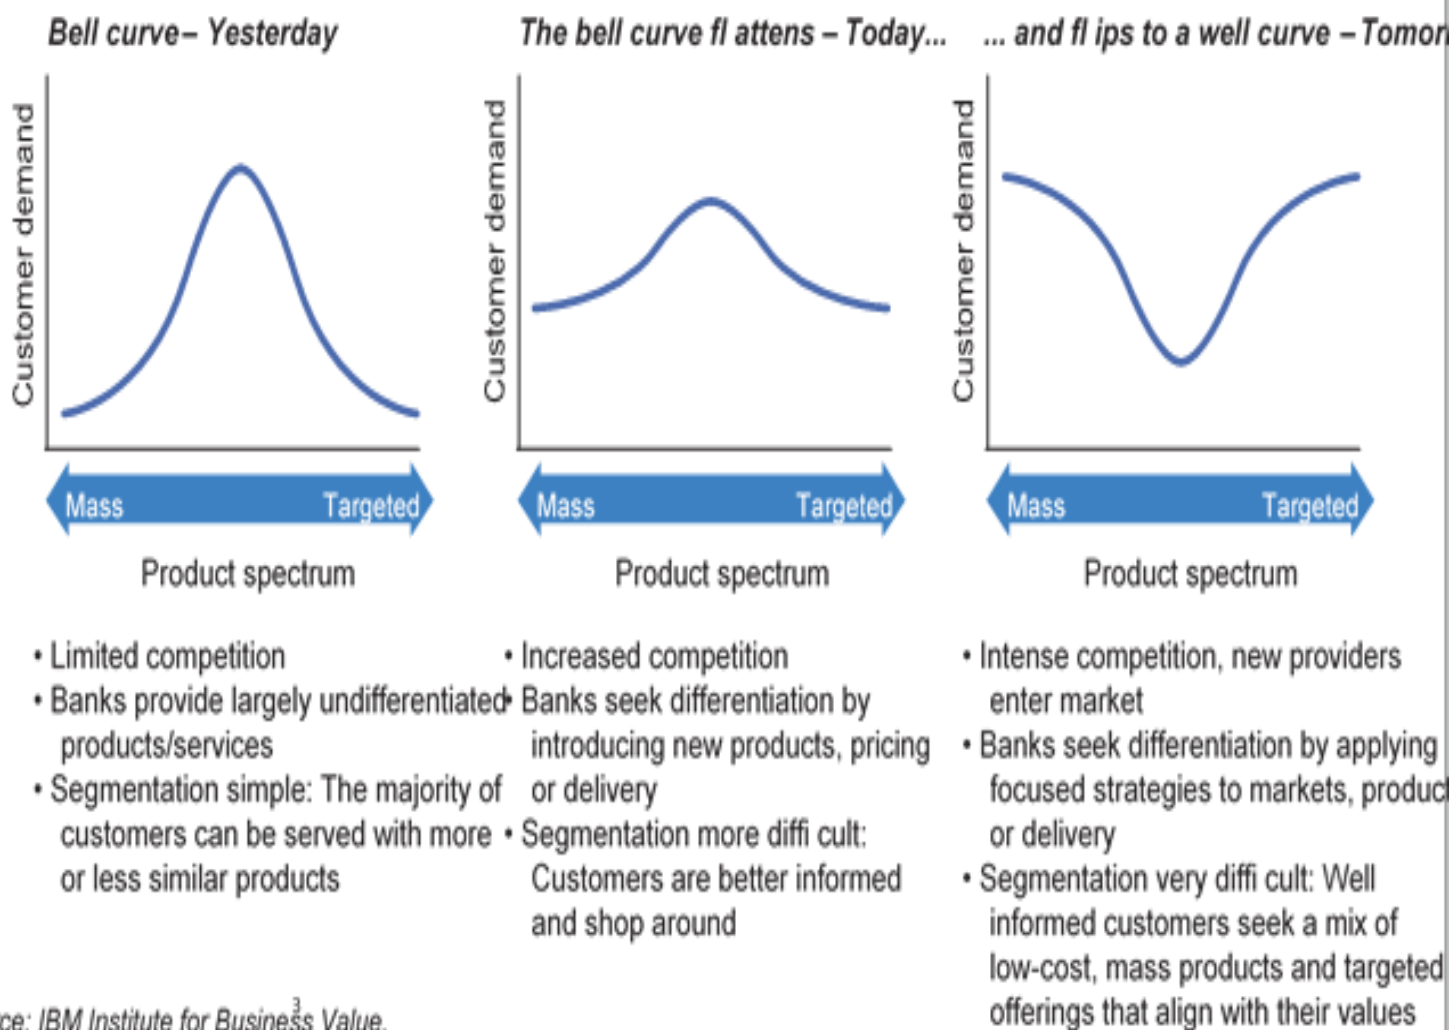 Bell curve – Yesterday
Customer demand
Mass Targeted
Product spectrum
• Limited competition
• Banks provide largely undifferentiated
products/services
• Segmentation simple: The majority of
customers can be served with more
or less similar products
The bell curve fl attens – Today...
Customer demand
Mass Targeted
Product spectrum
• Increased competition
• Banks seek differentiation by
introducing new products, pricing
or delivery
• Segmentation more diffi cult:
Customers are better informed
and shop around
... and fl ips to a well curve – Tomor
Customer demand
Mass Targeted
Product spectrum
• Intense competition, new providers
enter market
• Banks seek differentiation by applying
focused strategies to markets, product
or delivery
• Segmentation very diffi cult: Well
informed customers seek a mix of
low-cost, mass products and targeted
offerings that align with their values
3
ce: IBM Institute for Business Value.